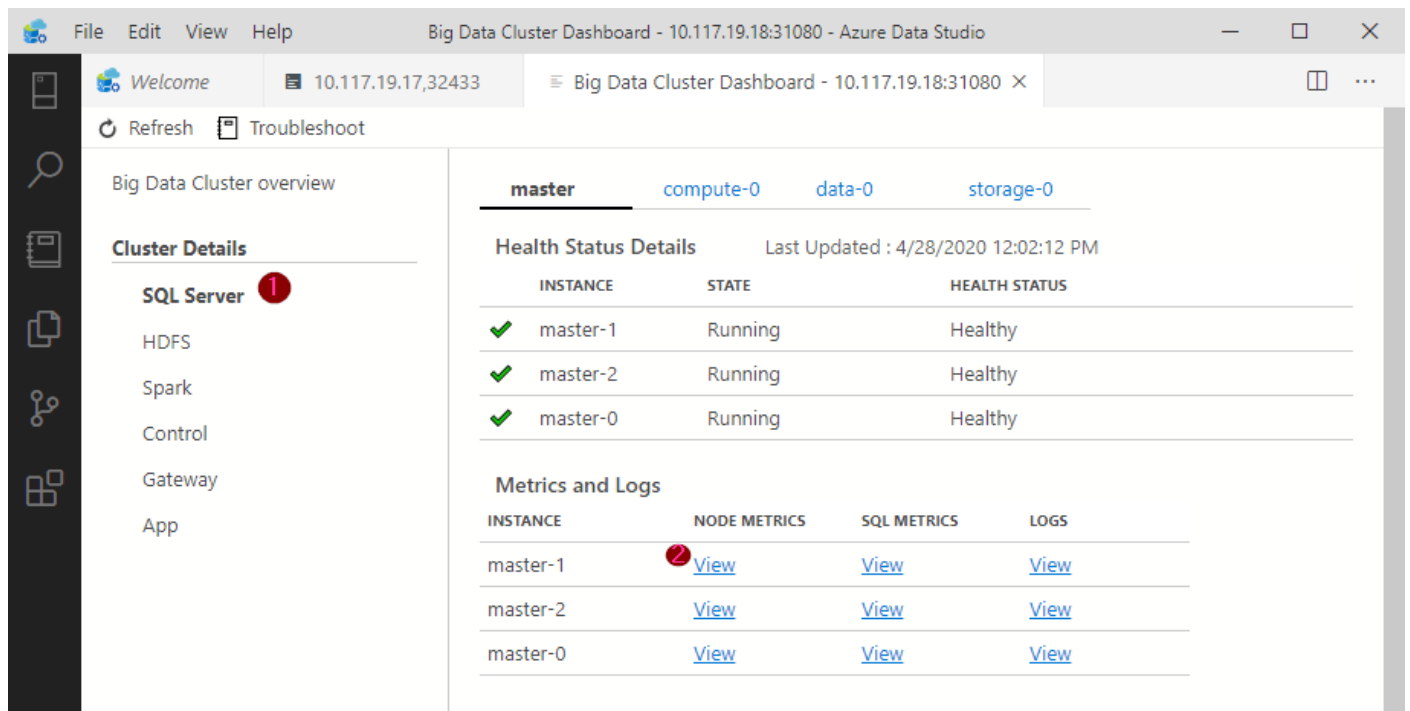 File Edit View Help Big Data Cluster Dashboard - 10.117.19.18:31080 - Azure Data Studio
Welcome 10.117.19.17,32433 Big Data Cluster Dashboard - 10.117.19.18:31080
Refresh Troubleshoot
Big Data Cluster overview
Cluster Details
SQL Server 1
HDFS
Spark
Control
Gateway
App
master compute-0 data-0 storage-0
Health Status Details Last Updated : 4/28/2020 12:02:12 PM
INSTANCE STATE HEALTH STATUS
master-1 Running Healthy
master-2 Running Healthy
master-0 Running Healthy
Metrics and Logs
INSTANCE NODE METRICS SQL METRICS LOGS
master-1 2 View View View
master-2 View View View
master-0 View View View